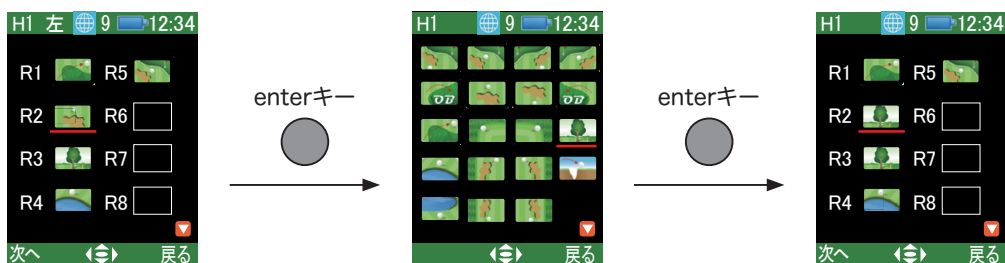 H1 左 9 12:34
R1 R5
R2 R6
R3 R7
R4 R8
次へ 戻る
enterキー
H1 9 12:34
OB OB
戻る
enterキー
H1 9 12:34
R1 R5
R2 R6
R3 R7
R4 R8
次へ 戻る